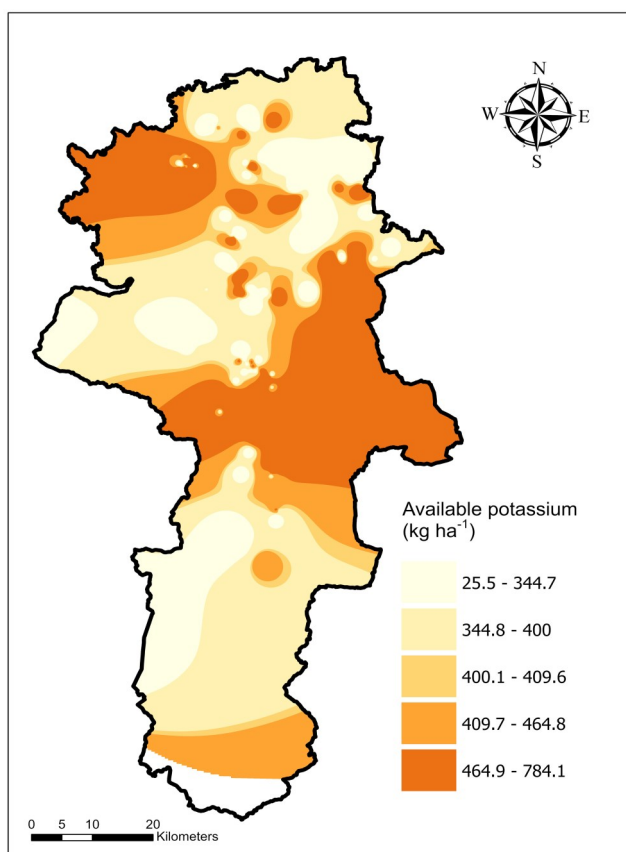 N
W E
S
Available potassium
(kg ha⁻¹)
25.5 - 344.7
344.8 - 400
400.1 - 409.6
409.7 - 464.8
464.9 - 784.1
0 5 10 20
Kilometers